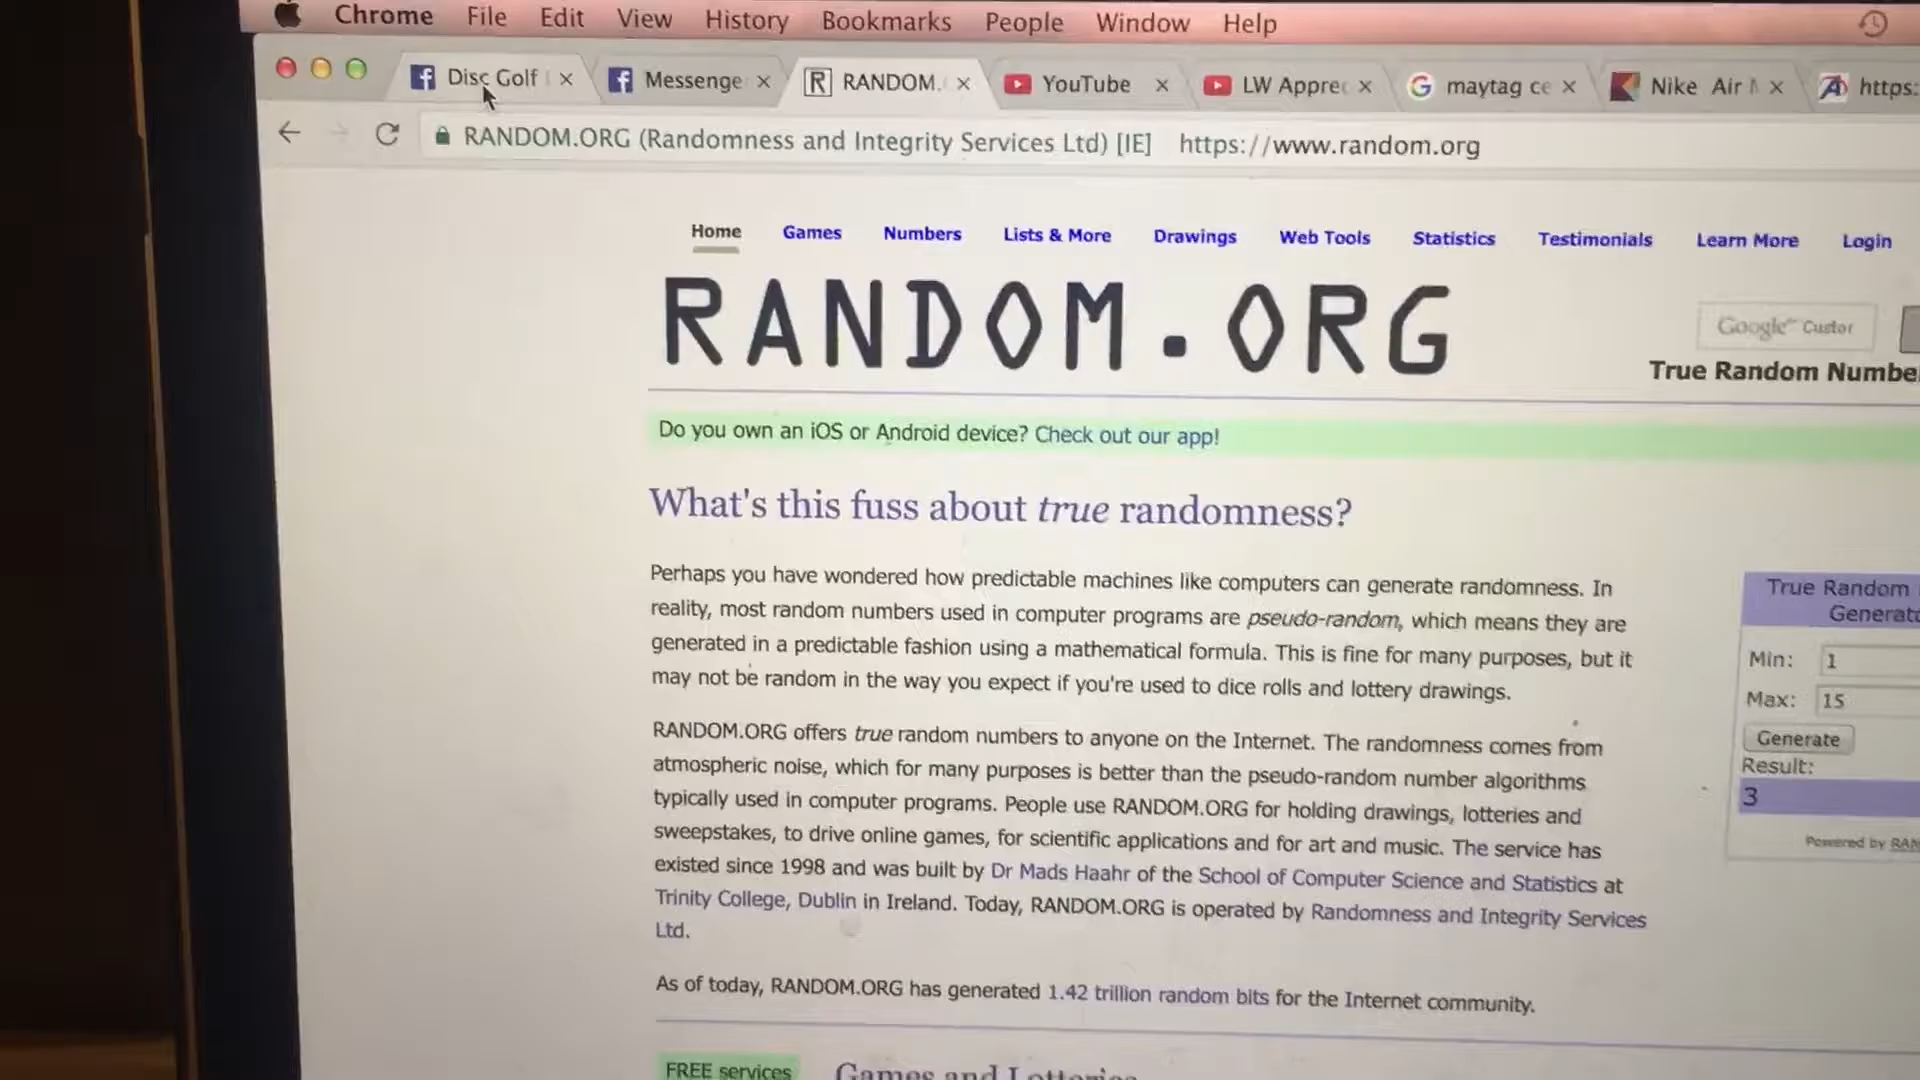 Chrome File Edit View History Bookmarks People Window Help
Disc Golf Messenge RANDOM. YouTube LW Apprec maytag ce Nike Air https:
RANDOM.ORG (Randomness and Integrity Services Ltd) [IE] https://www.random.org
Home Games Numbers Lists & More Drawings Web Tools Statistics Testimonials Learn More Login
RANDOM.ORG
Google Custor
True Random Number
Do you own an iOS or Android device? Check out our app!
What's this fuss about true randomness?
Perhaps you have wondered how predictable machines like computers can generate randomness. In
reality, most random numbers used in computer programs are pseudo-random, which means they are
generated in a predictable fashion using a mathematical formula. This is fine for many purposes, but it
may not be random in the way you expect if you're used to dice rolls and lottery drawings.
RANDOM.ORG offers true random numbers to anyone on the Internet. The randomness comes from
atmospheric noise, which for many purposes is better than the pseudo-random number algorithms
typically used in computer programs. People use RANDOM.ORG for holding drawings, lotteries and
sweepstakes, to drive online games, for scientific applications and for art and music. The service has
existed since 1998 and was built by Dr Mads Haahr of the School of Computer Science and Statistics at
Trinity College, Dublin in Ireland. Today, RANDOM.ORG is operated by Randomness and Integrity Services
Ltd.
As of today, RANDOM.ORG has generated 1.42 trillion random bits for the Internet community.
True Random
Generato
Min: 1
Max: 15
Generate
Result:
3
Powered by RAN
FREE services
Games and Lotteries